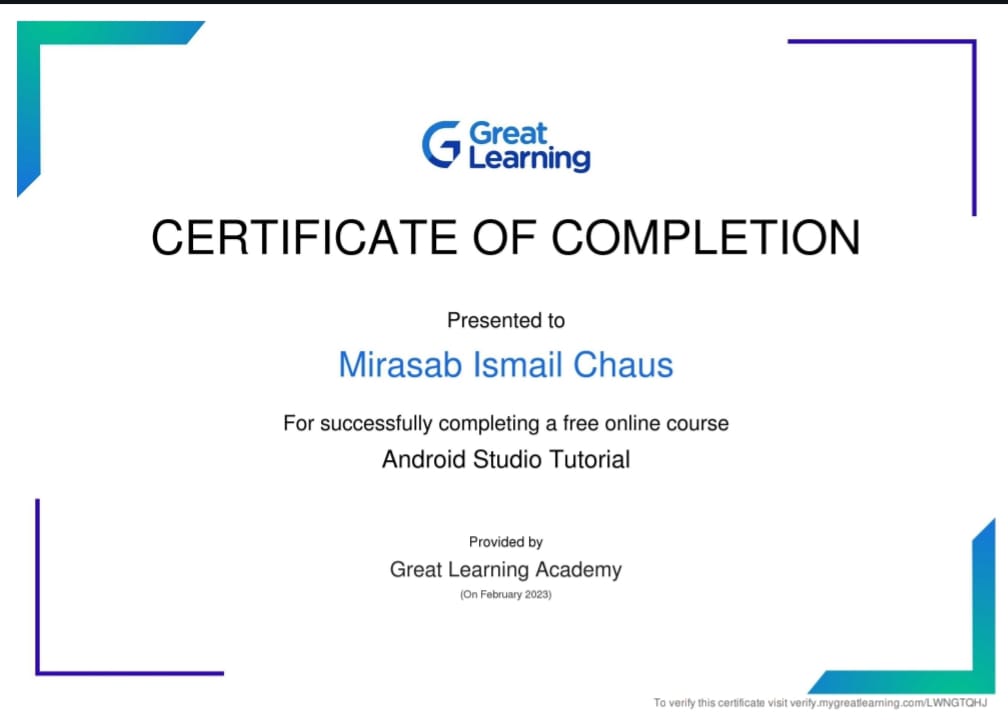 Great
Learning
CERTIFICATE OF COMPLETION
Presented to
Mirasab Ismail Chaus
For successfully completing a free online course
Android Studio Tutorial
Provided by
Great Learning Academy
(On February 2023)
To verify this certificate visit verify.mygreatlearning.com/LWNGTQHJ